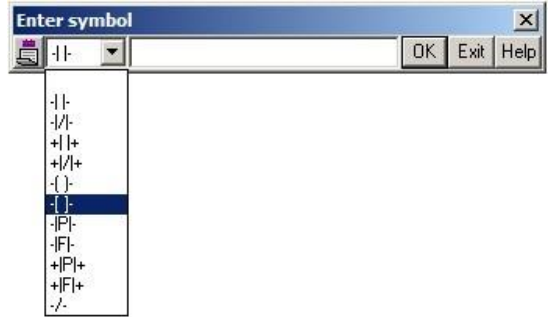 Enter symbol
-| |- OK Exit Help
-| |-
-|/|-
+| |+
+|/|+
-( )-
-[ ]-
-|P|-
-|F|-
+|P|+
+|F|+
-/-